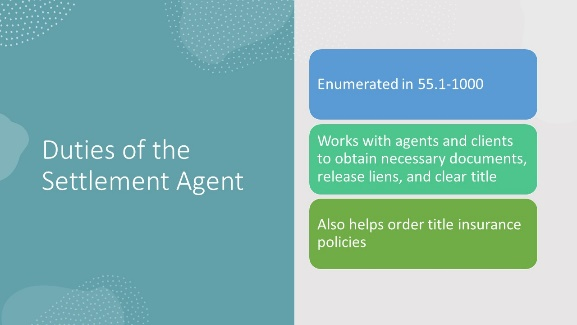 Duties of the
Settlement Agent
Enumerated in 55.1-1000
Works with agents and clients
to obtain necessary documents,
release liens, and clear title
Also helps order title insurance
policies